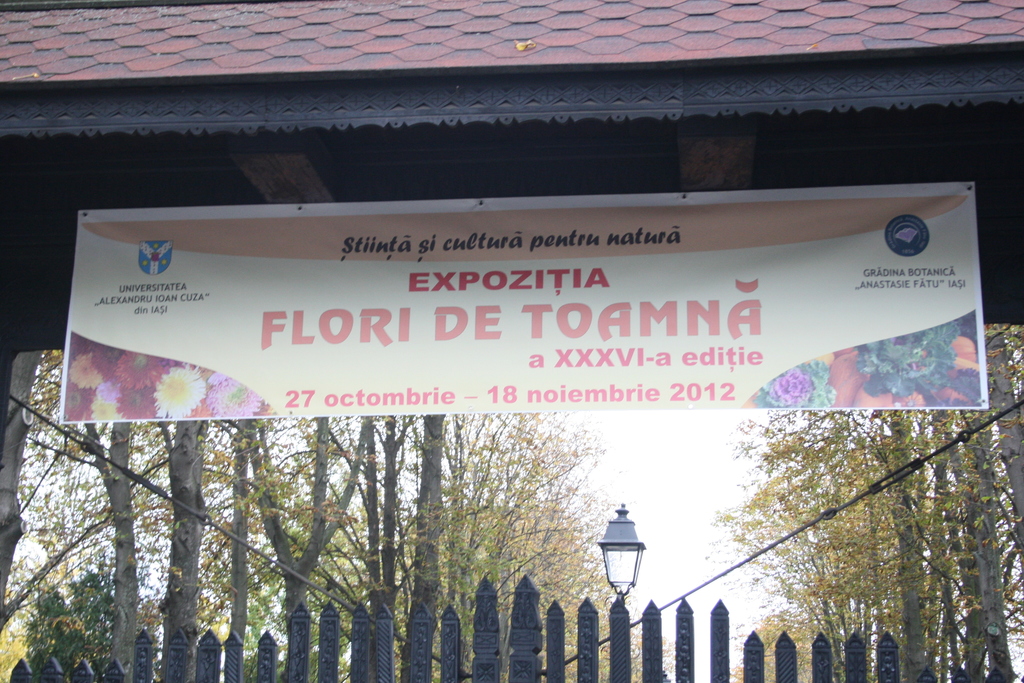 Știință și cultură pentru natură
UNIVERSITATEA
„ALEXANDRU IOAN CUZA”
din IAȘI
EXPOZIȚIA
FLORI DE TOAMNĂ
a XXXVI-a ediție
27 octombrie – 18 noiembrie 2012
GRĂDINA BOTANICĂ
„ANASTASIE FĂTU” IAȘI